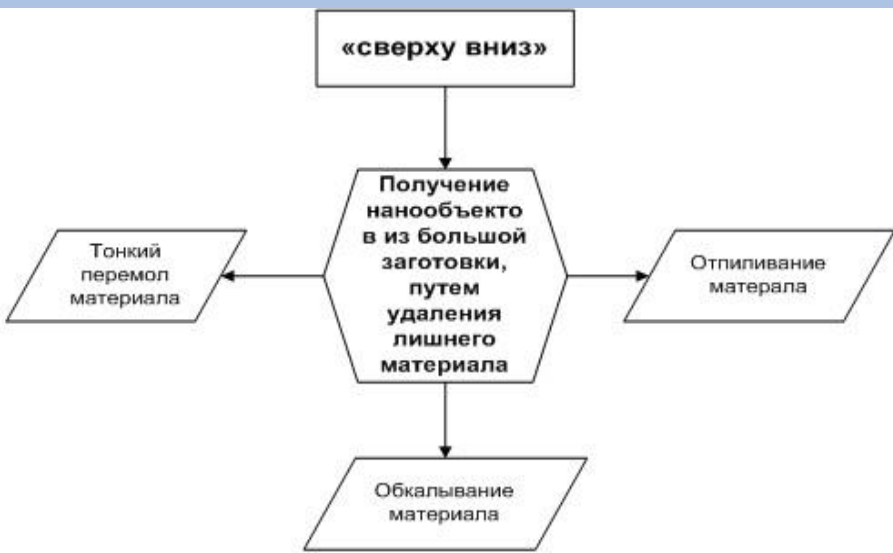 «сверху вниз»
Получение
нанообъекто
в из большой
заготовки,
путем
удаления
лишнего
материала
Тонкий
перемол
материала
Отпиливание
матерала
Обкалывание
материала